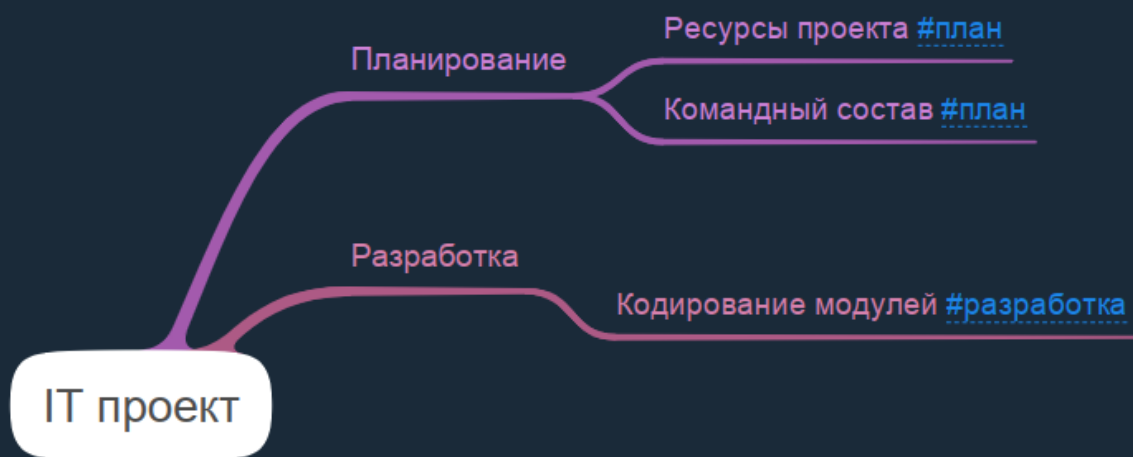 Ресурсы проекта #план
Планирование
Командный состав #план
Разработка
Кодирование модулей #разработка
IT проект